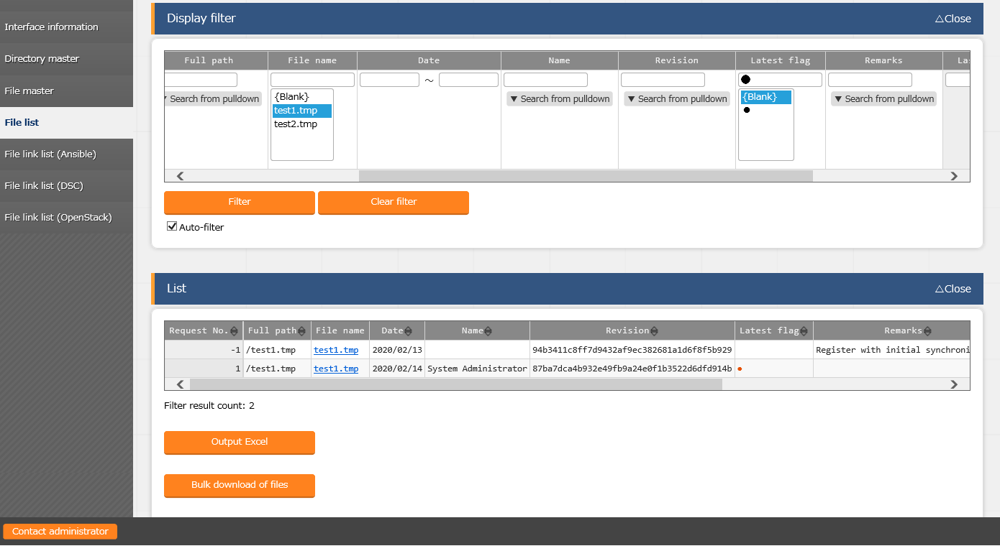 Interface information
Directory master
File master
File list
File link list (Ansible)
File link list (DSC)
File link list (OpenStack)
Display filter
△Close
Full path File name Date Name Revision Latest flag Remarks Las
～ ●
▼ Search from pulldown {Blank} ▼ Search from pulldown ▼ Search from pulldown {Blank} ▼ Search from pulldown
test1.tmp ●
test2.tmp
Filter Clear filter
Auto-filter
List
△Close
Request No. Full path File name Date Name Revision Latest flag Remarks
-1 /test1.tmp test1.tmp 2020/02/13 94b3411c8ff7d9432af9ec382681a1d6f8f5b929 Register with initial synchroni
1 /test1.tmp test1.tmp 2020/02/14 System Administrator 87ba7dca4b932e49fb9a24e0f1b3522d6dfd914b ●
Filter result count: 2
Output Excel
Bulk download of files
Contact administrator